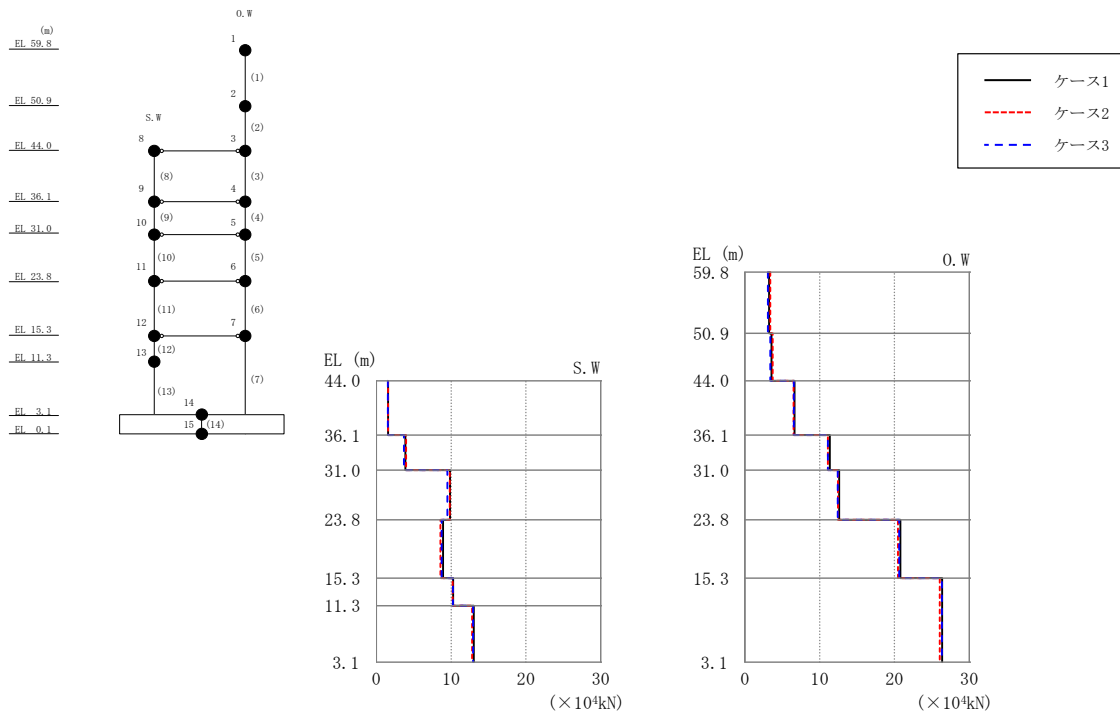 O.W
(m)
EL 59.8
1
(1)
EL 50.9
2
S.W
(2)
EL 44.0
8
3
(8)
(3)
EL 36.1
9
4
(9)
(4)
EL 31.0
10
5
(10)
(5)
EL 23.8
11
6
(11)
(6)
EL 15.3
12
7
(12)
EL 11.3
13
(13)
(7)
EL 3.1
14
15
(14)
EL 0.1
ケース1
ケース2
ケース3
EL (m)
S.W
44.0
36.1
31.0
23.8
15.3
11.3
3.1
0 10 20 30
(×10⁴kN)
EL (m)
O.W
59.8
50.9
44.0
36.1
31.0
23.8
15.3
3.1
0 10 20 30
(×10⁴kN)